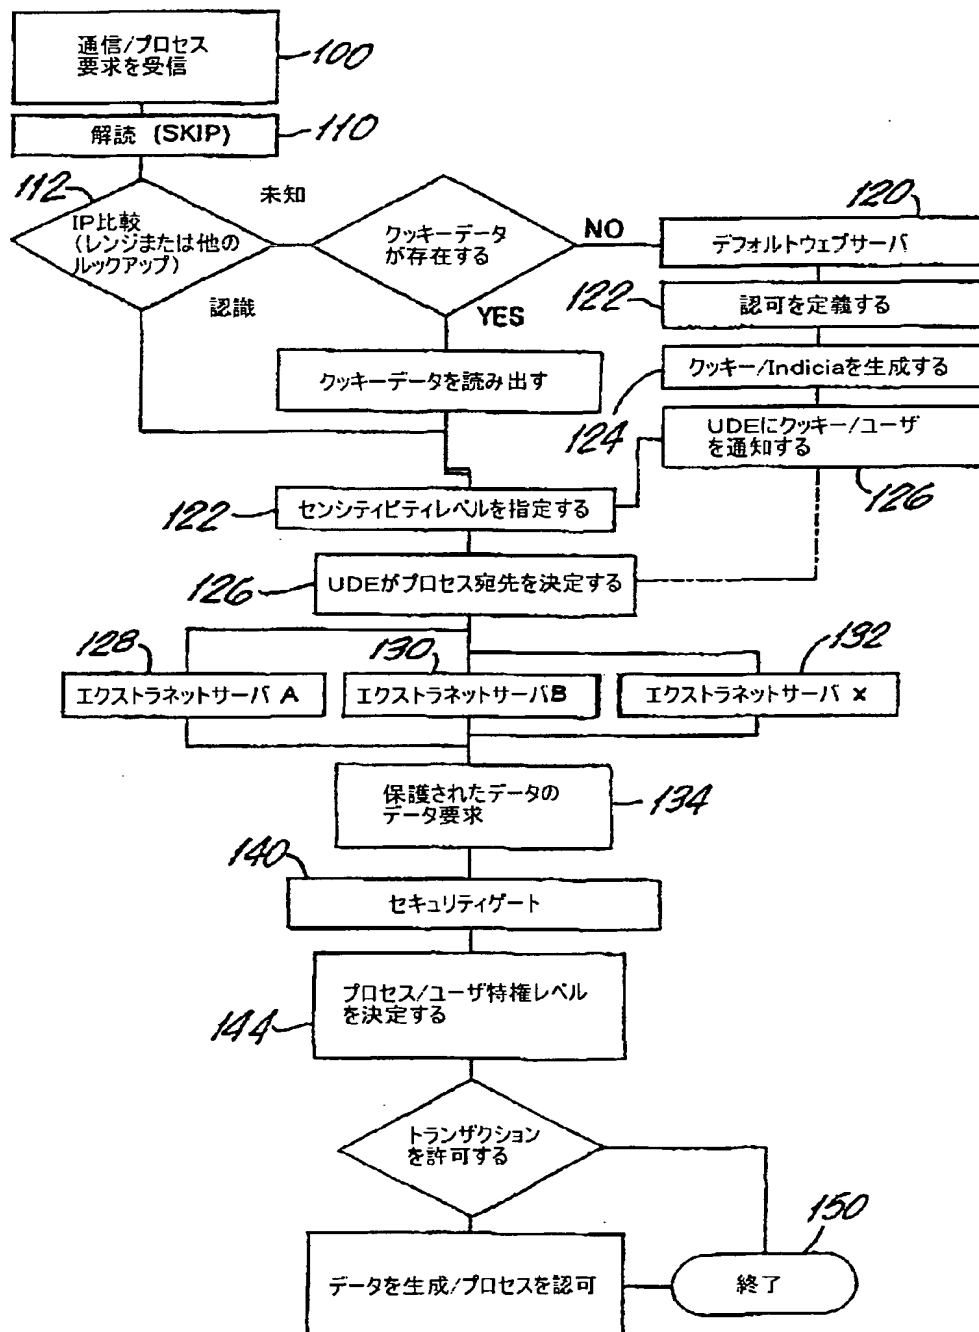 通信/プロセス
要求を受信
100
解読 (SKIP)
110
112
IP比較
(レンジまたは他の
ルックアップ)
未知
認識
クッキーデータ
が存在する
NO
YES
120
デフォルトウェブサーバ
122
認可を定義する
クッキー/Indiciaを生成する
124
UDEにクッキー/ユーザ
を通知する
126
クッキーデータを読み出す
122
センシティビティレベルを指定する
126
UDEがプロセス宛先を決定する
128
エクストラネットサーバ A
130
エクストラネットサーバB
132
エクストラネットサーバ X
保護されたデータの
データ要求
134
140
セキュリティゲート
プロセス/ユーザ特権レベル
を決定する
144
トランザクション
を許可する
データを生成/プロセスを認可
150
終了